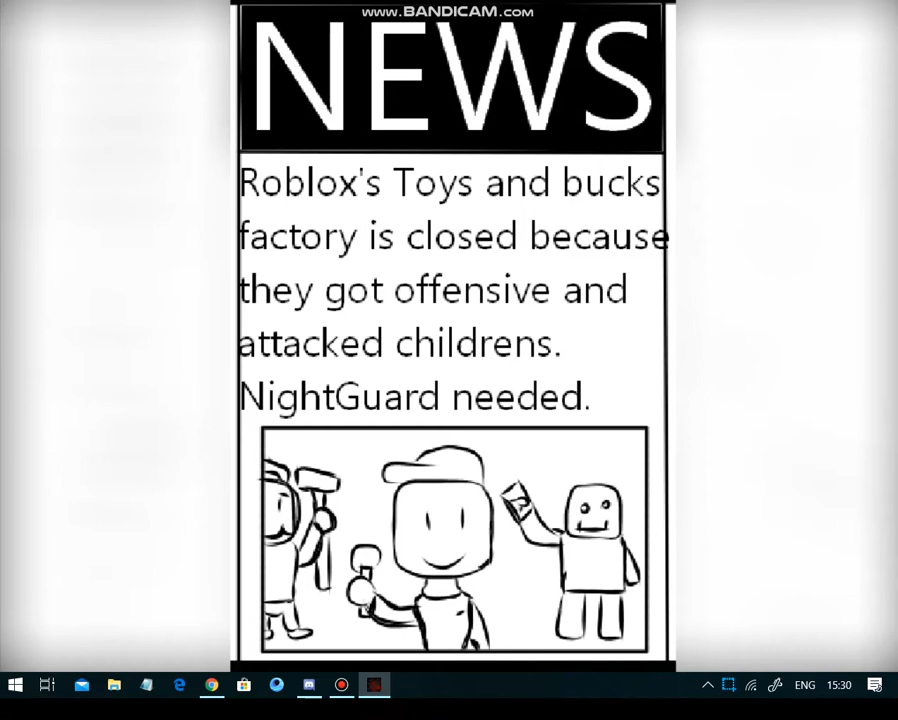 www.BANDICAM.com
NEWS
Roblox's Toys and bucks
factory is closed because
they got offensive and
attacked childrens.
NightGuard needed.
ENG 15:30